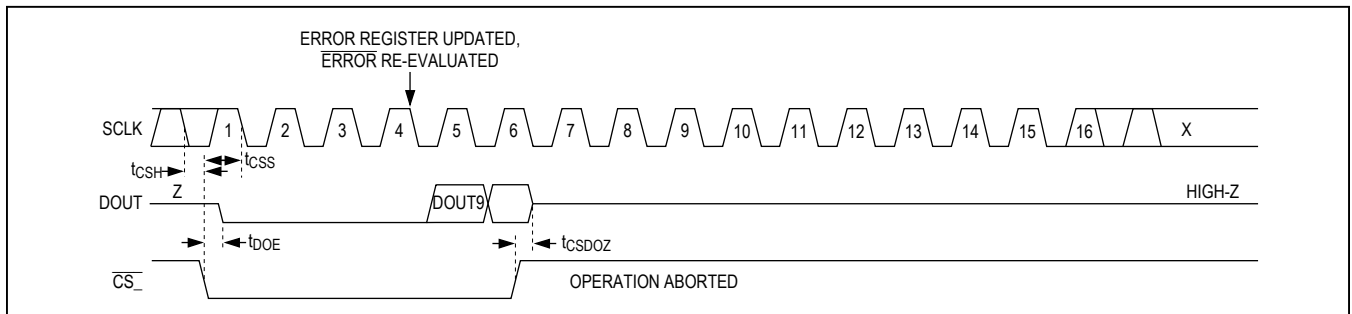 ERROR REGISTER UPDATED,
ERROR RE-EVALUATED
SCLK 1 2 3 4 5 6 7 8 9 10 11 12 13 14 15 16 X
tCSH tCSS
DOUT Z DOUT9 HIGH-Z
tDOE tCSDOZ
CS_ OPERATION ABORTED